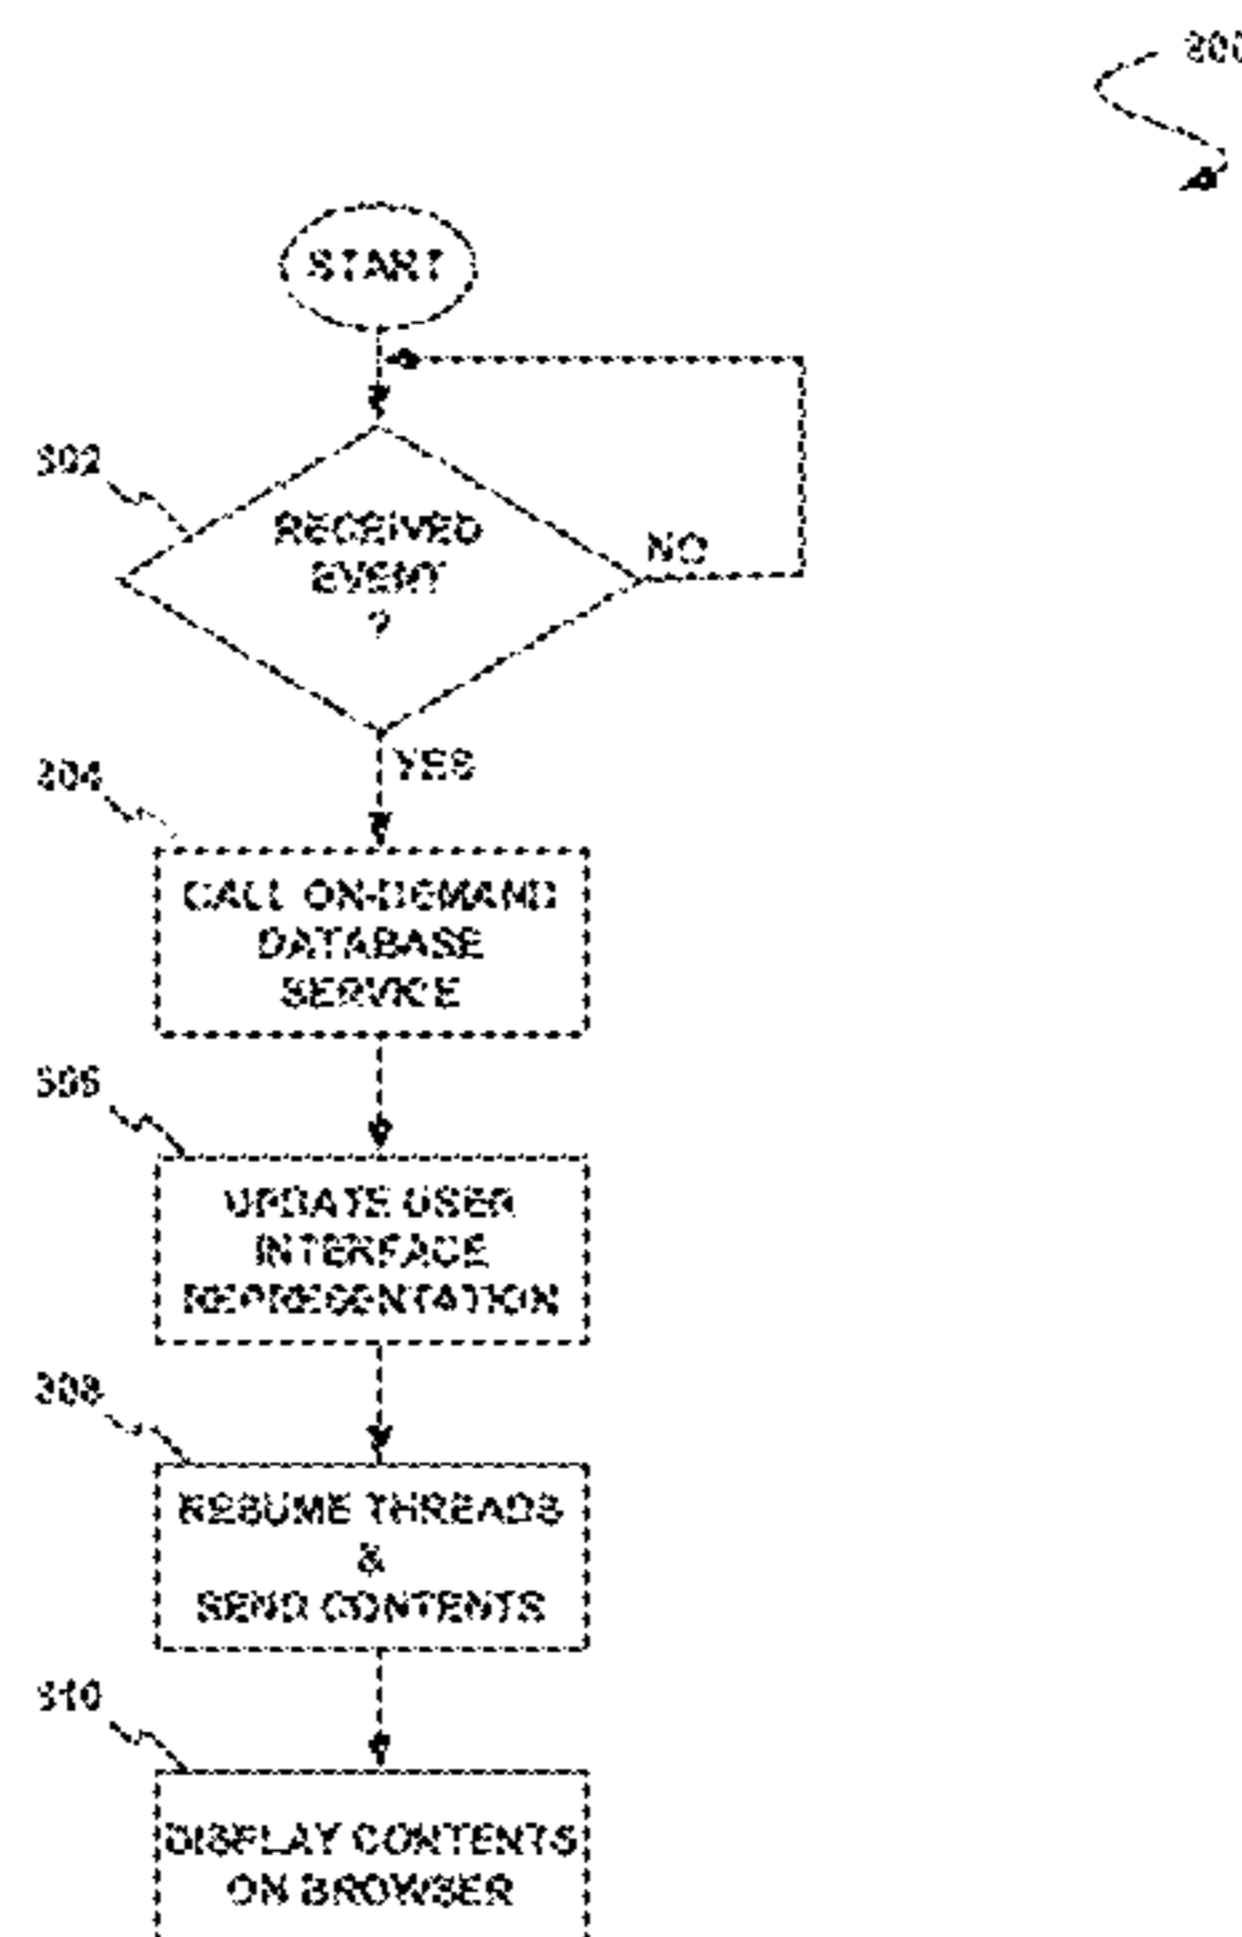 300
START
302
RECEIVED
EVENT
?
NO
YES
304
CALL ON-DEMAND
DATABASE
SERVICE
306
UPDATE USER
INTERFACE
REPRESENTATION
308
RESUME THREADS
&
SEND CONTENTS
310
DISPLAY CONTENTS
ON BROWSER